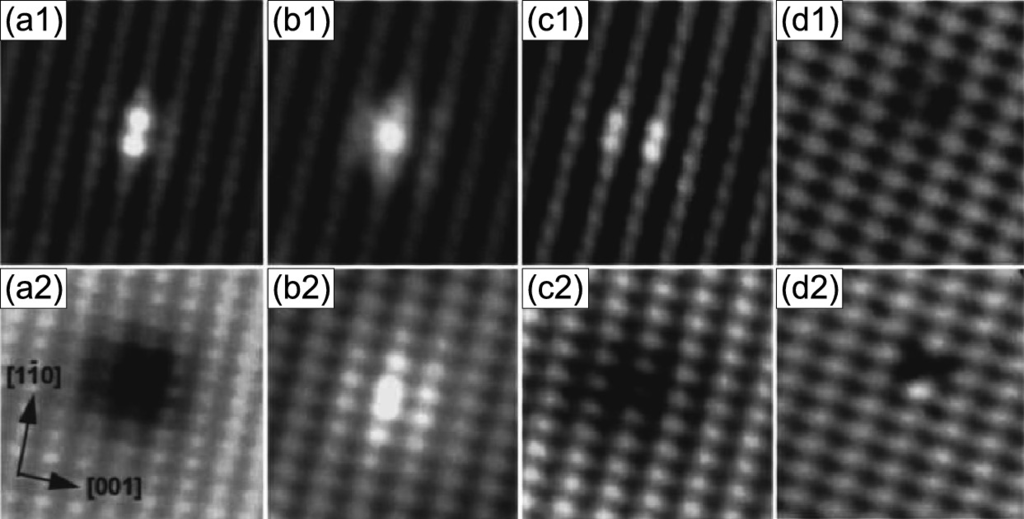 (a1) (b1) (c1) (d1)
(a2) (b2) (c2) (d2)
[11̄0]
[001]